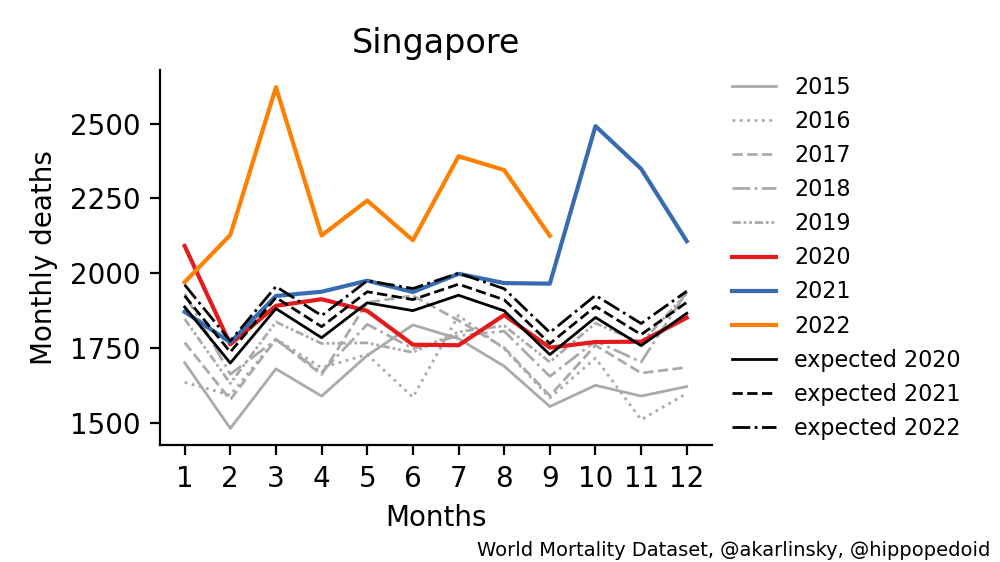 Singapore
Monthly deaths
2500
2250
2000
1750
1500
1 2 3 4 5 6 7 8 9 10 11 12
Months
2015
2016
2017
2018
2019
2020
2021
2022
expected 2020
expected 2021
expected 2022
World Mortality Dataset, @akarlinsky, @hippopedoid